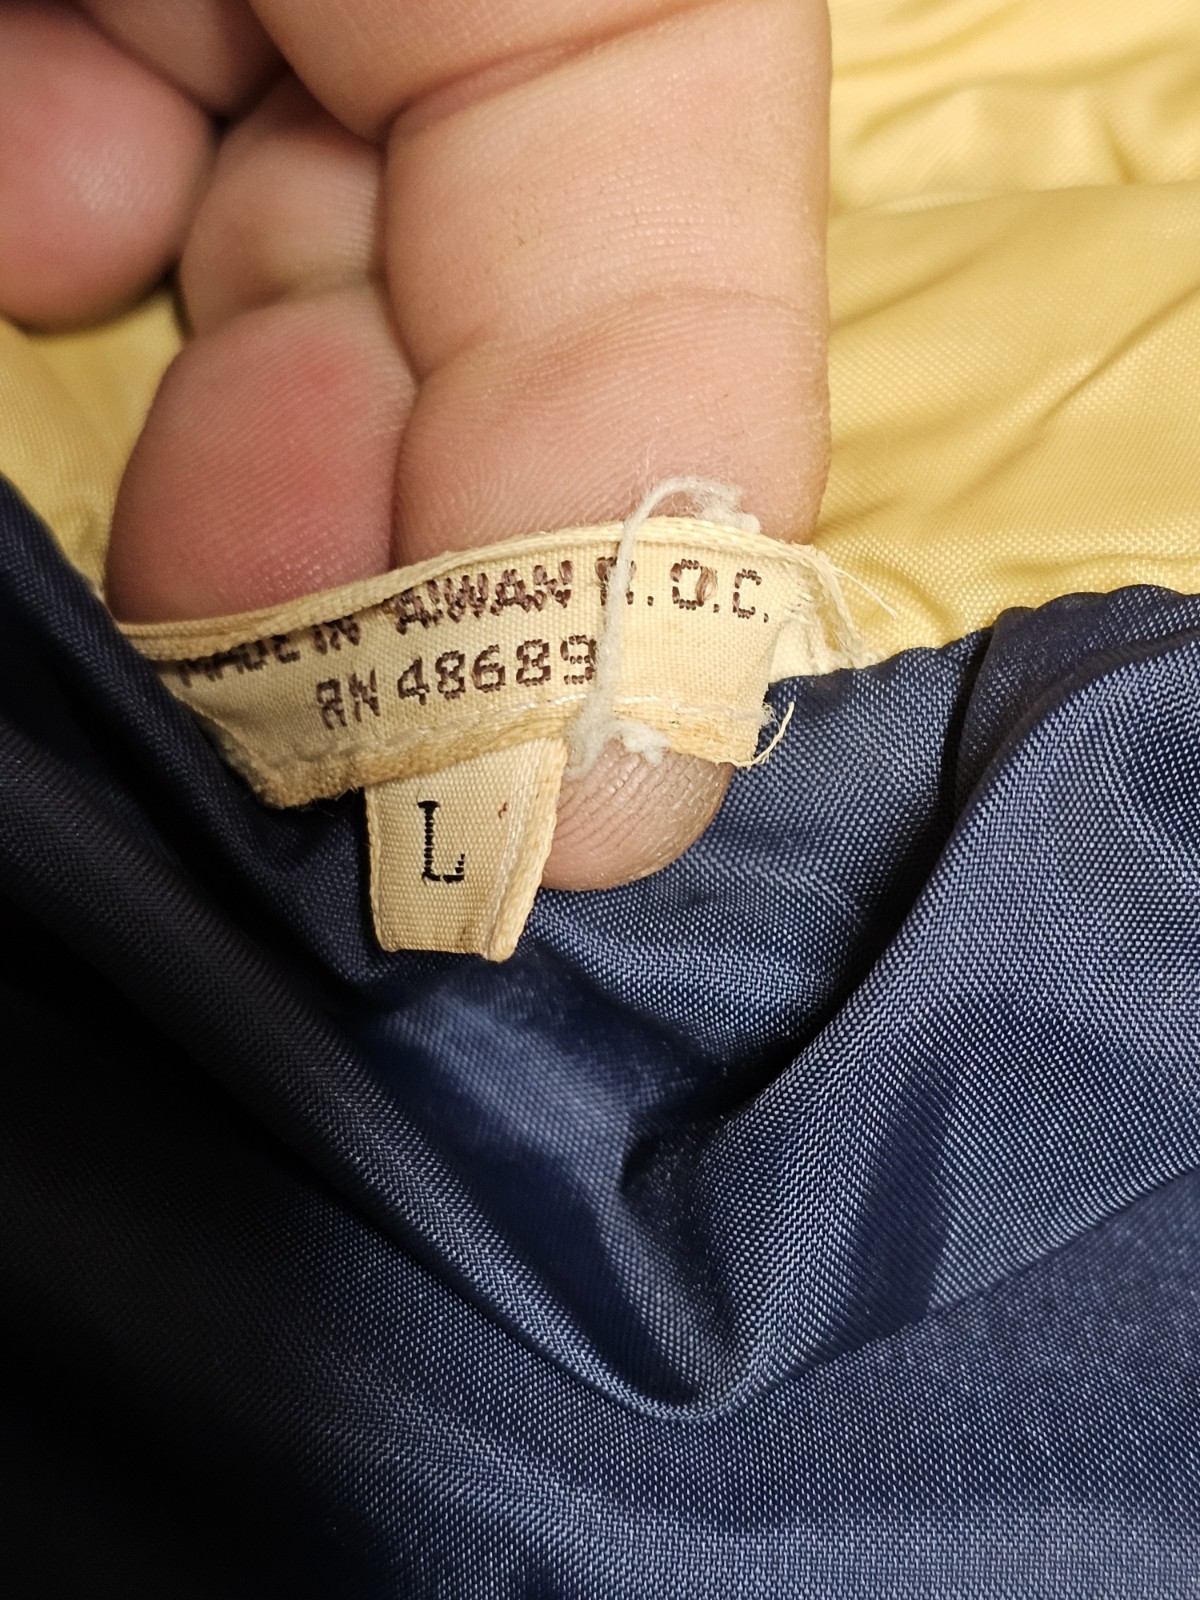 MADE IN TAIWAN R.O.C.
RN 48689
L